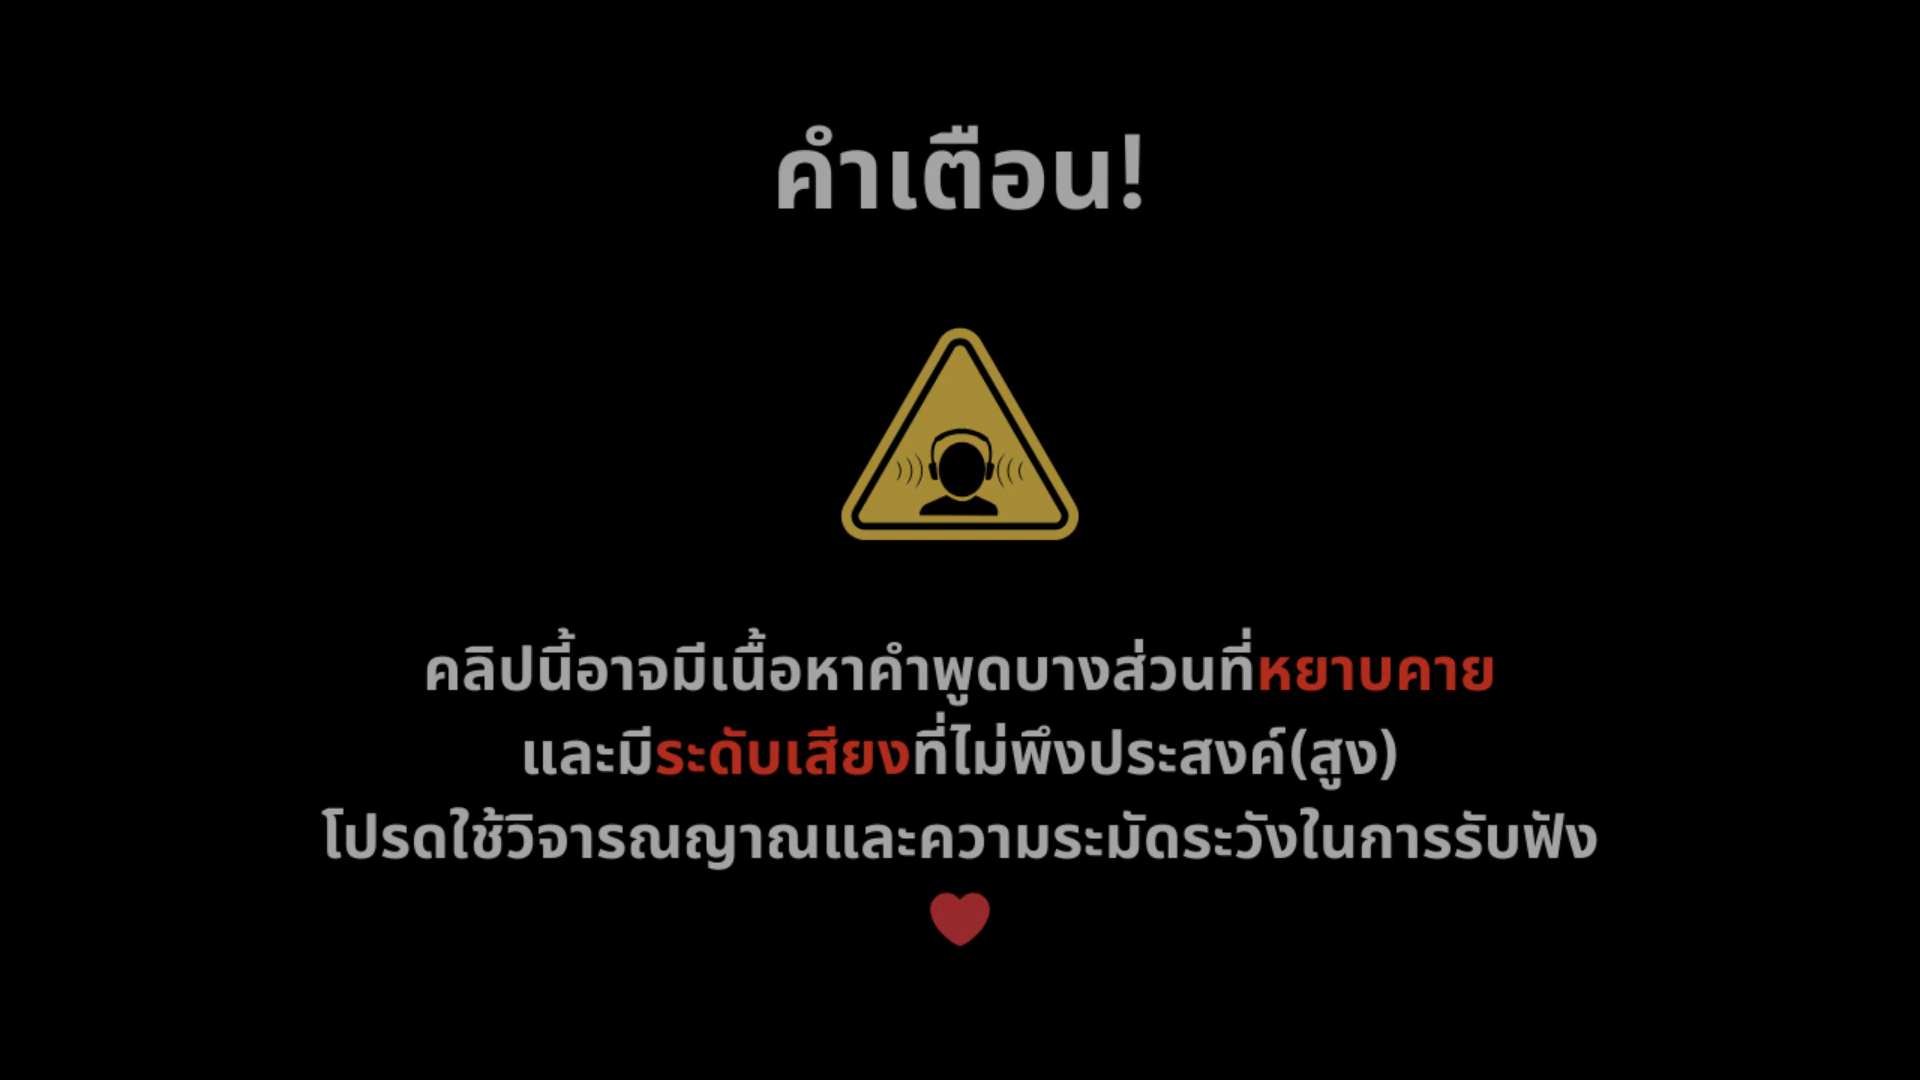 คำเตือน!
คลิปนี้อาจมีเนื้อหาคำพูดบางส่วนที่หยาบคาย
และมีระดับเสียงที่ไม่พึงประสงค์(สูง)
โปรดใช้วิจารณญาณและความระมัดระวังในการรับฟัง